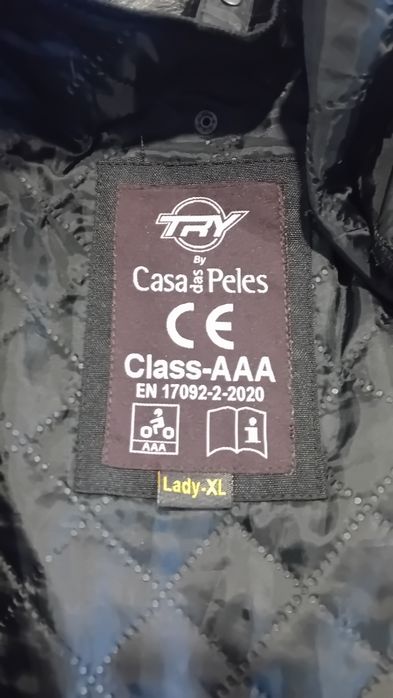 TRY
By
Casa das Peles
CE
Class-AAA
EN 17092-2-2020
AAA
i
Lady-XL